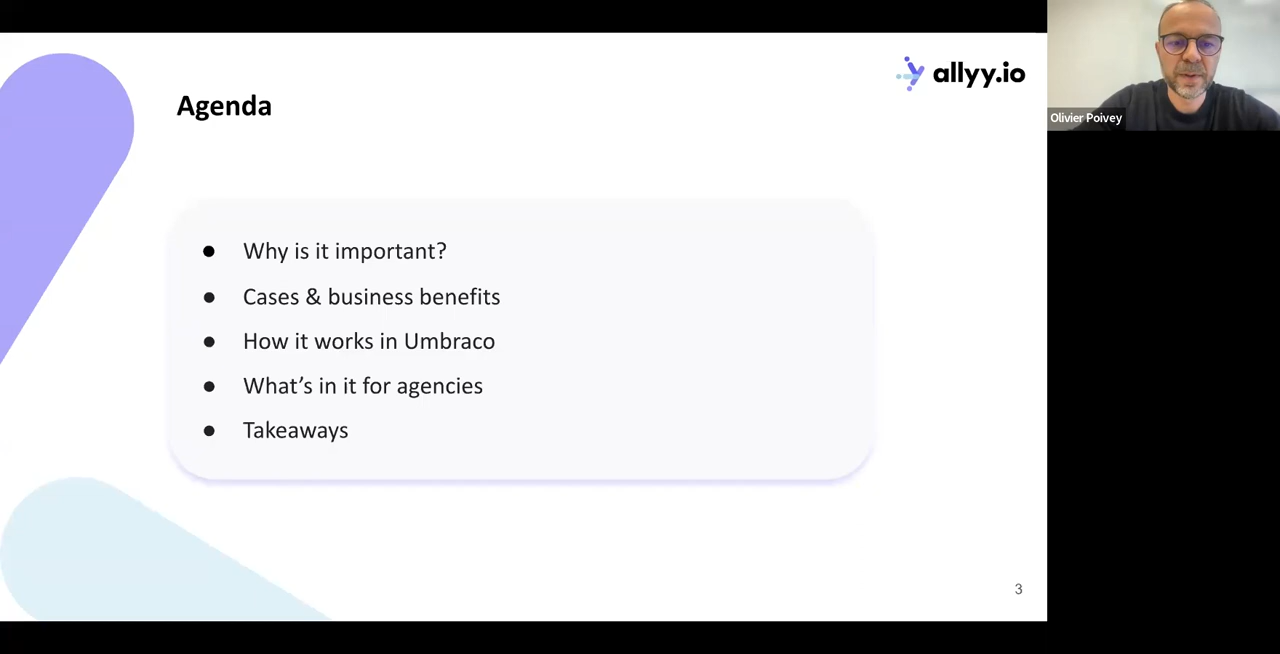 allyy.io
Olivier Poivey
Agenda
● Why is it important?
● Cases & business benefits
● How it works in Umbraco
● What’s in it for agencies
● Takeaways
3